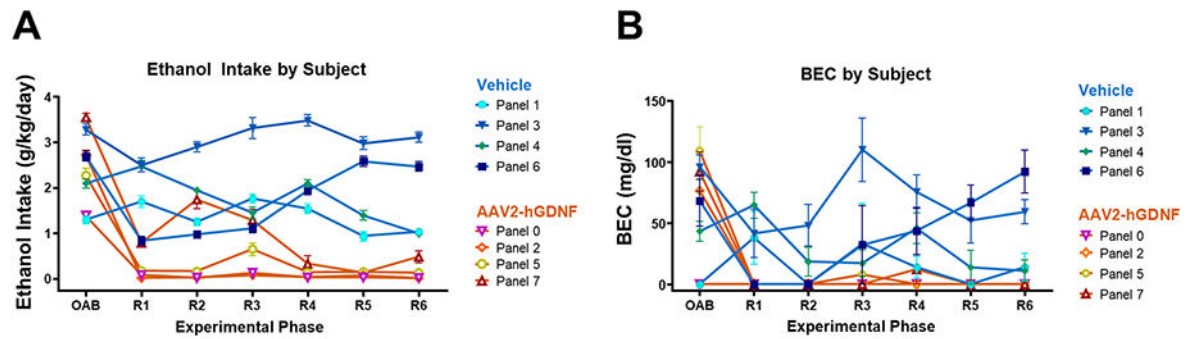 A
Ethanol Intake by Subject
Ethanol Intake (g/kg/day)
4
3
2
1
0
OAB R1 R2 R3 R4 R5 R6
Experimental Phase
Vehicle
Panel 1
Panel 3
Panel 4
Panel 6
AAV2-hGDNF
Panel 0
Panel 2
Panel 5
Panel 7
B
BEC by Subject
BEC (mg/dl)
150
100
50
0
OAB R1 R2 R3 R4 R5 R6
Experimental Phase
Vehicle
Panel 1
Panel 3
Panel 4
Panel 6
AAV2-hGDNF
Panel 0
Panel 2
Panel 5
Panel 7